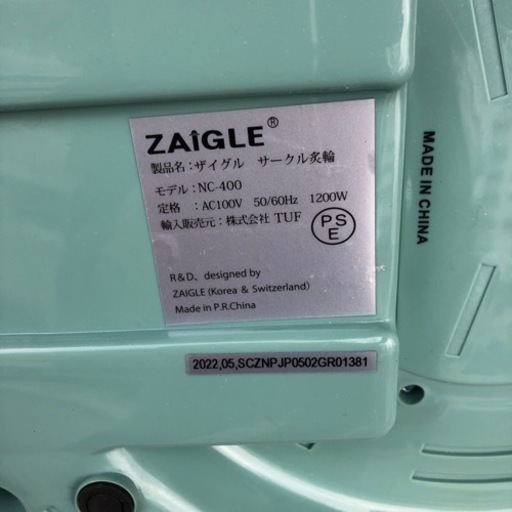 ZAiGLE®
製品名：ザイグル サークル炙輪
モデル：NC-400
定格 ：AC100V 50/60Hz 1200W
輸入販売元：株式会社 TUF
PS
E
R&D、designed by
ZAIGLE (Korea & Switzerland)
Made in P.R.China
2022,05,SCZNPJP0502GR01381
MADE IN CHINA